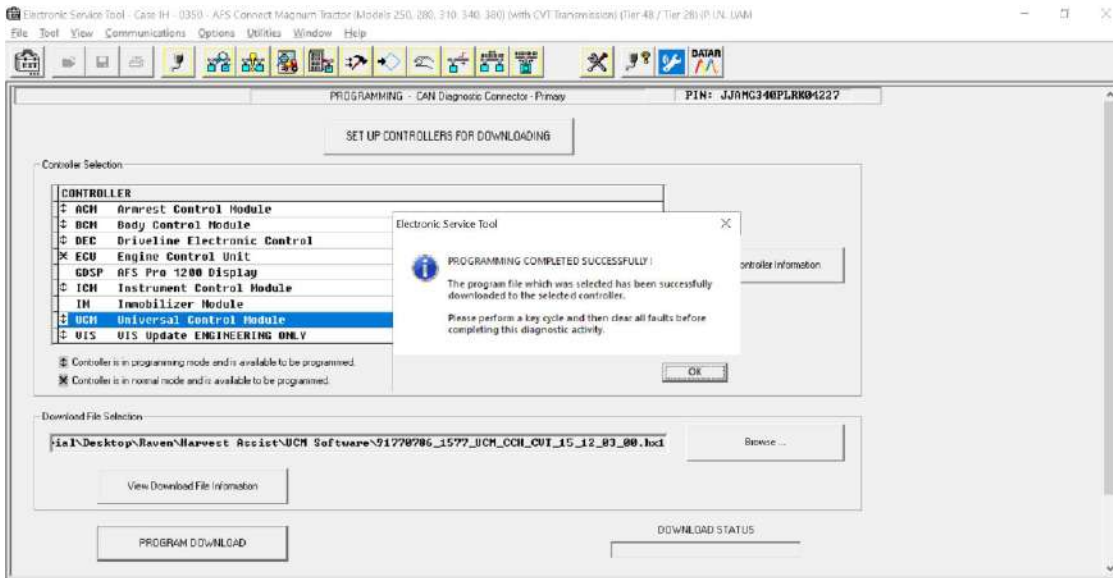 Electronic Service Tool - Case IH - 0350 - AFS Connect Magnum Tractor (Models 250, 280, 310, 340, 380) (with CVT Transmission) (Tier 4B / Tier 2B) (P.I.N. UAM
File Tool View Communications Options Utilities Window Help
EST
DATAR
PROGRAMMING - CAN Diagnostic Connector - Primary
PIN: JJAMG340PLRK04227
SET UP CONTROLLERS FOR DOWNLOADING
Controller Selection
CONTROLLER
ACM Armrest Control Module
BCM Body Control Module
DEC Driveline Electronic Control
ECU Engine Control Unit
GDSP AFS Pro 1200 Display
ICM Instrument Control Module
IM Immobilizer Module
UCM Universal Control Module
VIS VIS Update ENGINEERING ONLY
Controller is in programming mode and is available to be programmed.
Controller is in normal mode and is available to be programmed.
ontroller Information
Electronic Service Tool
PROGRAMMING COMPLETED SUCCESSFULLY !
The program file which was selected has been successfully
downloaded to the selected controller.
Please perform a key cycle and then clear all faults before
completing this diagnostic activity.
OK
Download File Selection
rial\Desktop\Raven\Harvest Assist\UCM Software\91770706_1577_UCM_CCH_CVT_15_12_03_00.hxl
Browse ...
View Download File Information
PROGRAM DOWNLOAD
DOWNLOAD STATUS